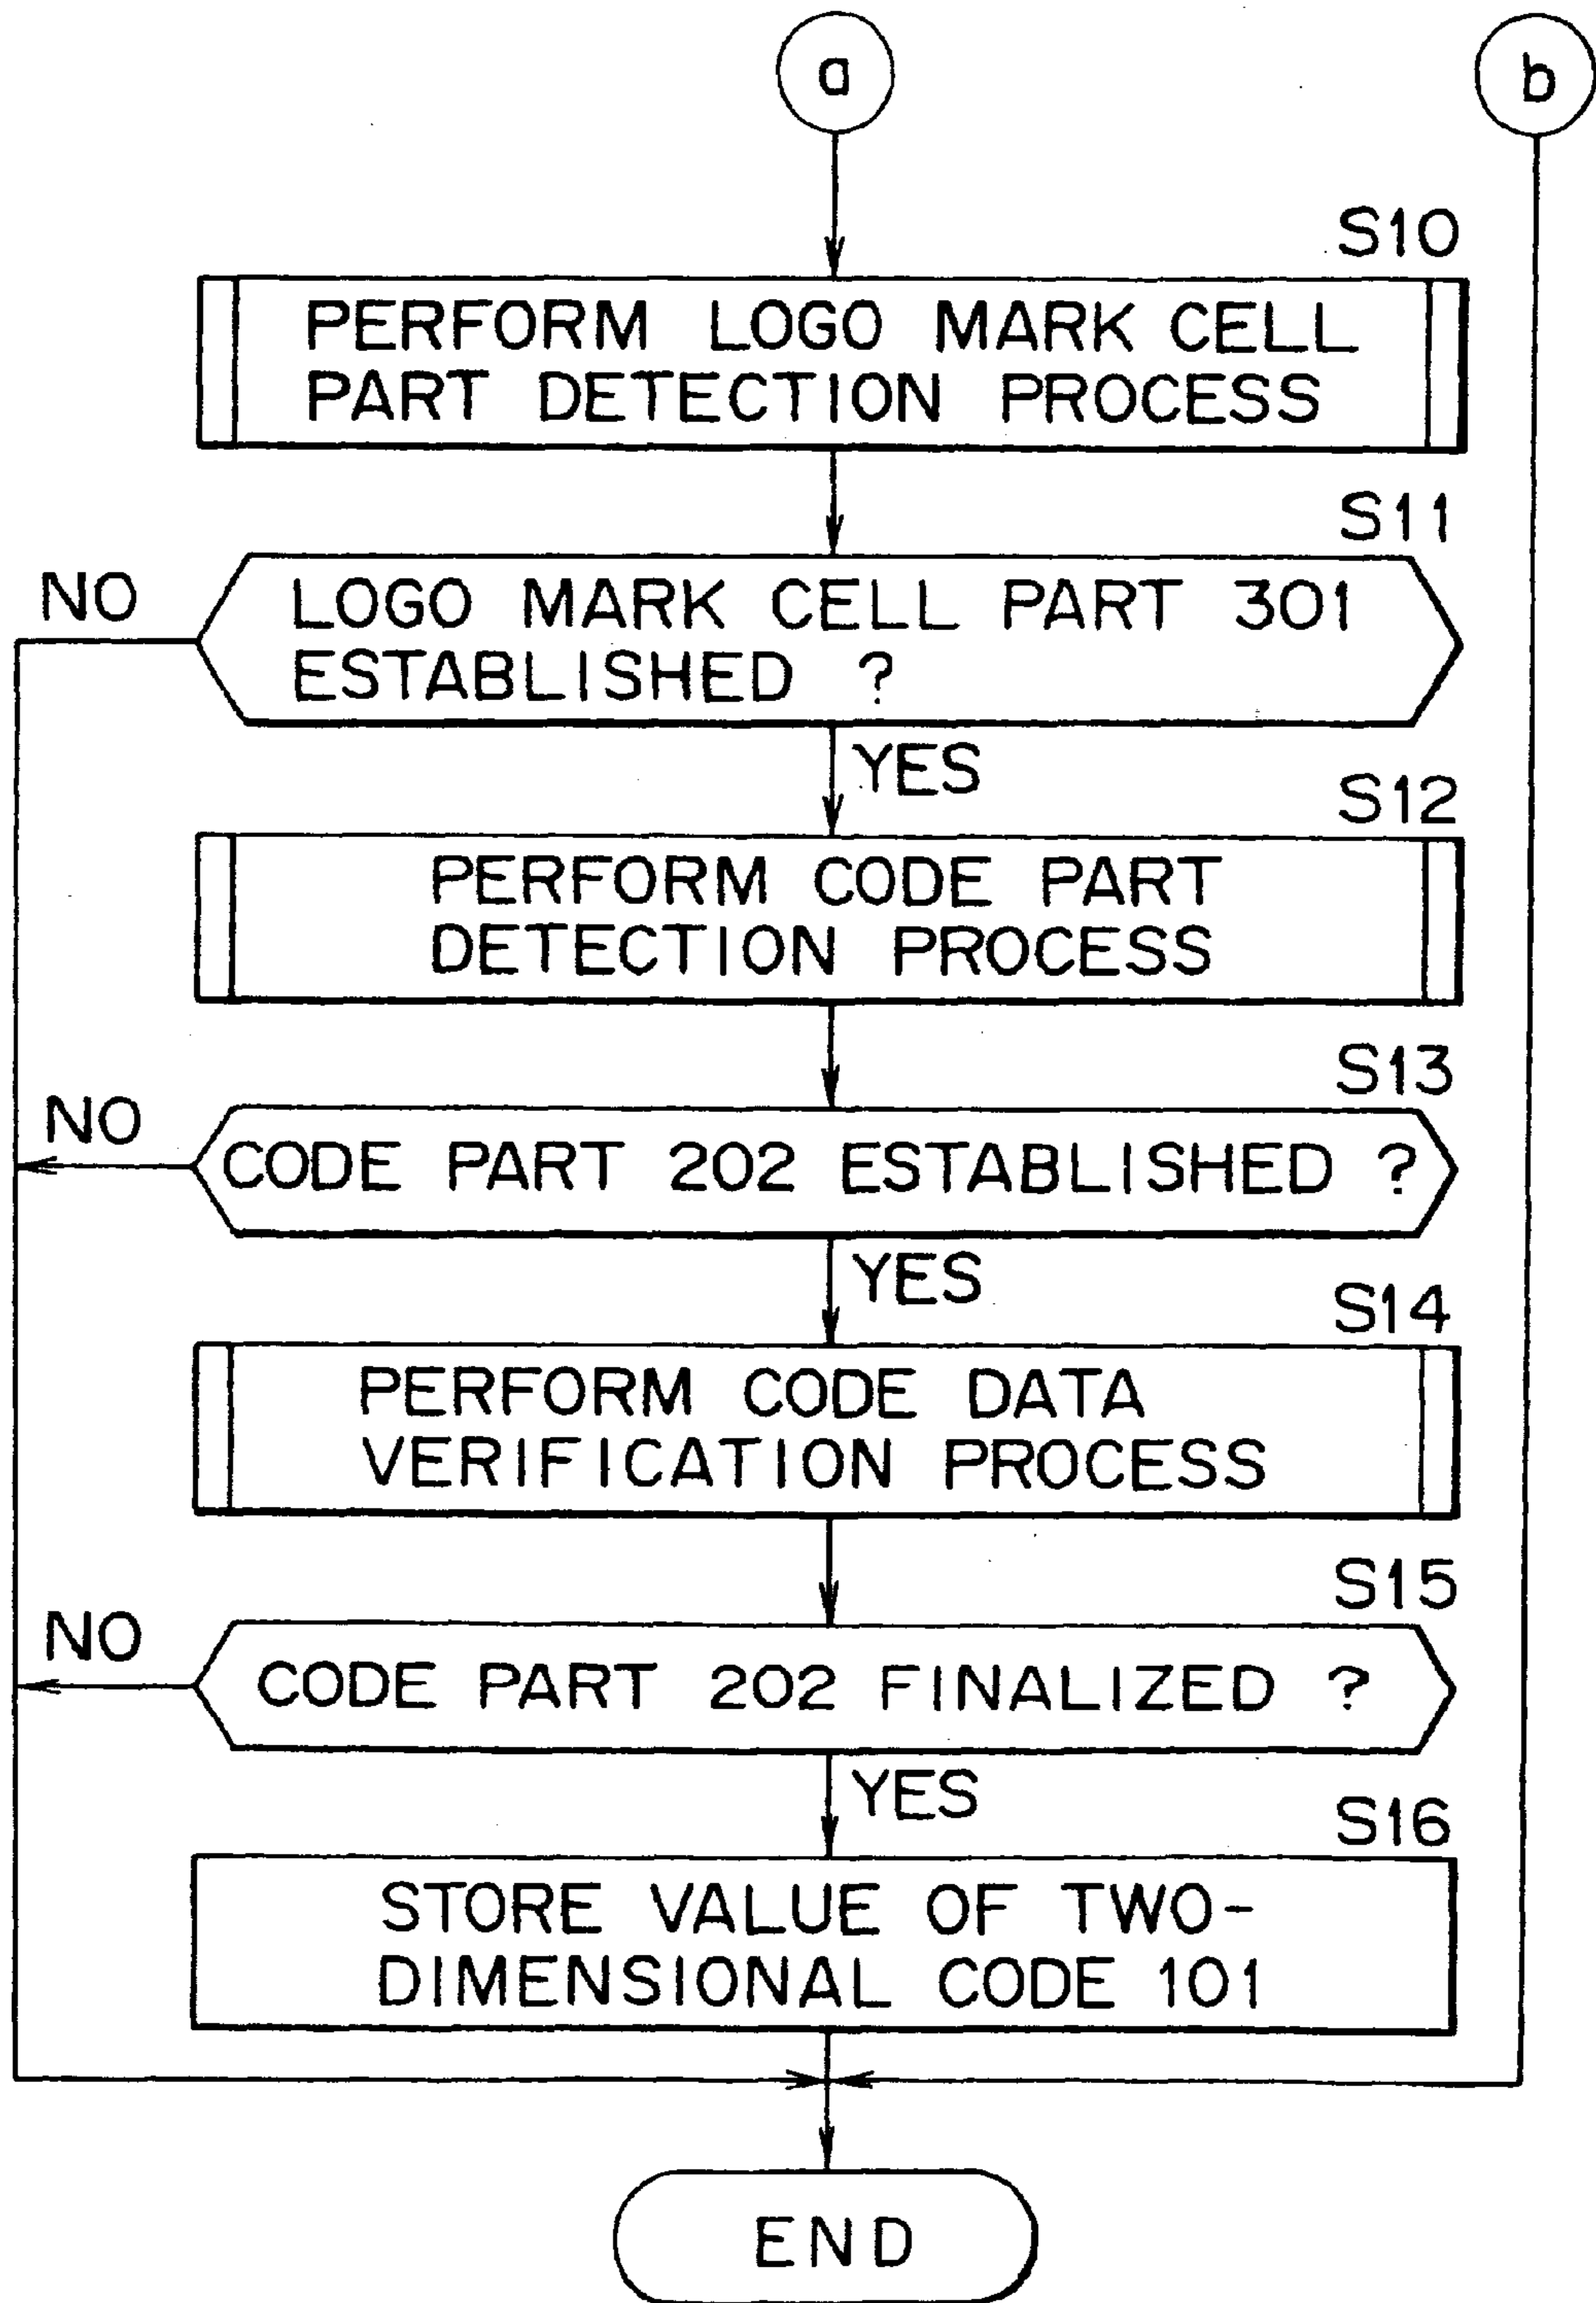 a
b
S10
PERFORM LOGO MARK CELL
PART DETECTION PROCESS
S11
NO
LOGO MARK CELL PART 301
ESTABLISHED ?
YES
S12
PERFORM CODE PART
DETECTION PROCESS
S13
NO
CODE PART 202 ESTABLISHED ?
YES
S14
PERFORM CODE DATA
VERIFICATION PROCESS
S15
NO
CODE PART 202 FINALIZED ?
YES
S16
STORE VALUE OF TWO-
DIMENSIONAL CODE 101
END